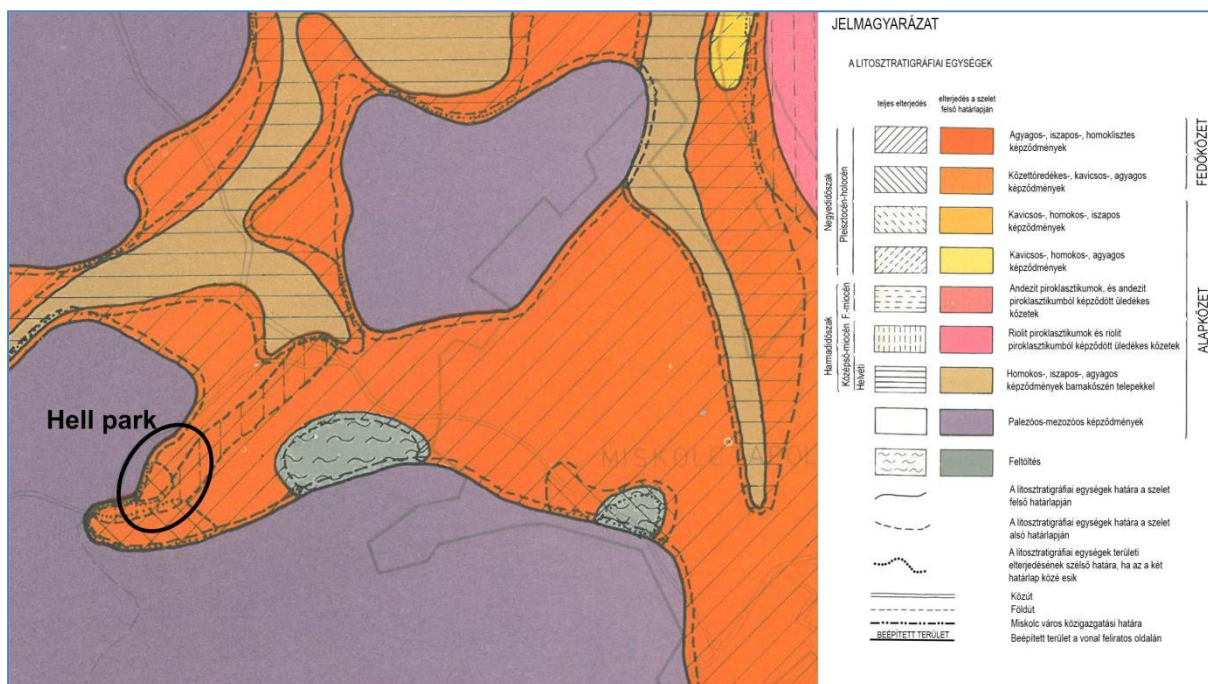 Hell park
MISKOLCTAPOL
JELMAGYARÁZAT
A LITOSZTRATIGRÁFIAI EGYSÉGEK
teljes elterjedés
elterjedés a szelet
felső határlapján
Negyedidőszak
Pleisztocén-holocén
Harmadidőszak
F.-miocén
Középső-miocén
Helvéti
Agyagos-, iszapos-, homoklisztes
képződmények
Kőzettöredékes-, kavicsos-, agyagos
képződmények
Kavicsos-, homokos-, iszapos
képződmények
Kavicsos-, homokos-, agyagos
képződmények
Andezit piroklasztikumok, és andezit
piroklasztikumból képződött üledékes
kőzetek
Riolit piroklasztikumok és riolit
piroklasztikumból képződött üledékes kőzetek
Homokos-, iszapos-, agyagos
képződmények barnakőszén telepekkel
Palezóos-mezozóos képződmények
Feltöltés
A litosztratigráfiai egységek határa a szelet
felső határlapján
A litosztratigráfiai egységek határa a szelet
alsó határlapján
A litosztratigráfiai egységek területi
elterjedésének szélső határa, ha az a két
határlap közé esik
Közút
Földút
Miskolc város közigazgatási határa
BEÉPÍTETT TERÜLET
Beépített terület a vonal feliratos oldalán
FEDŐKŐZET
ALAPKŐZET